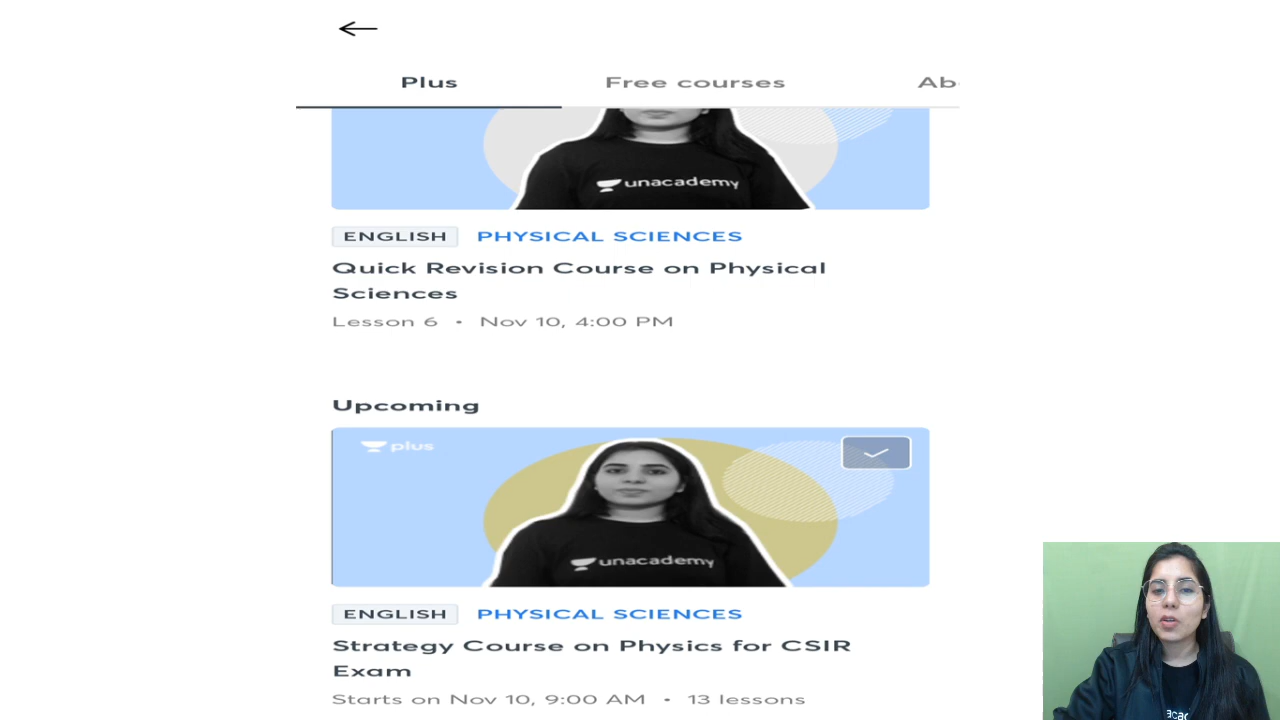 Plus Free courses Ab
unacademy
ENGLISH PHYSICAL SCIENCES
Quick Revision Course on Physical
Sciences
Lesson 6 • Nov 10, 4:00 PM
Upcoming
plus
unacademy
ENGLISH PHYSICAL SCIENCES
Strategy Course on Physics for CSIR
Exam
Starts on Nov 10, 9:00 AM • 13 lessons